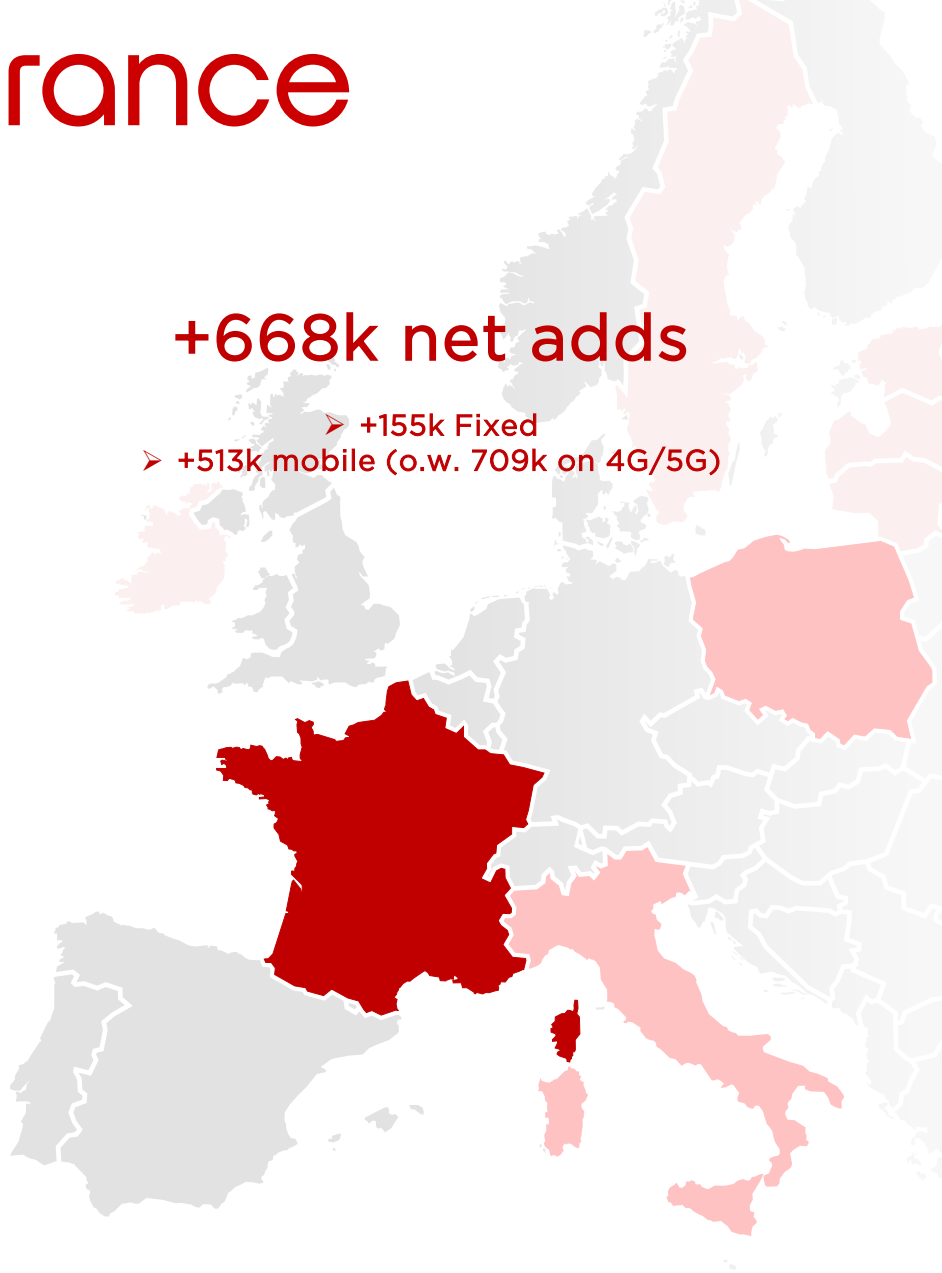 rance
+668k net adds
➢ +155k Fixed
➢ +513k mobile (o.w. 709k on 4G/5G)